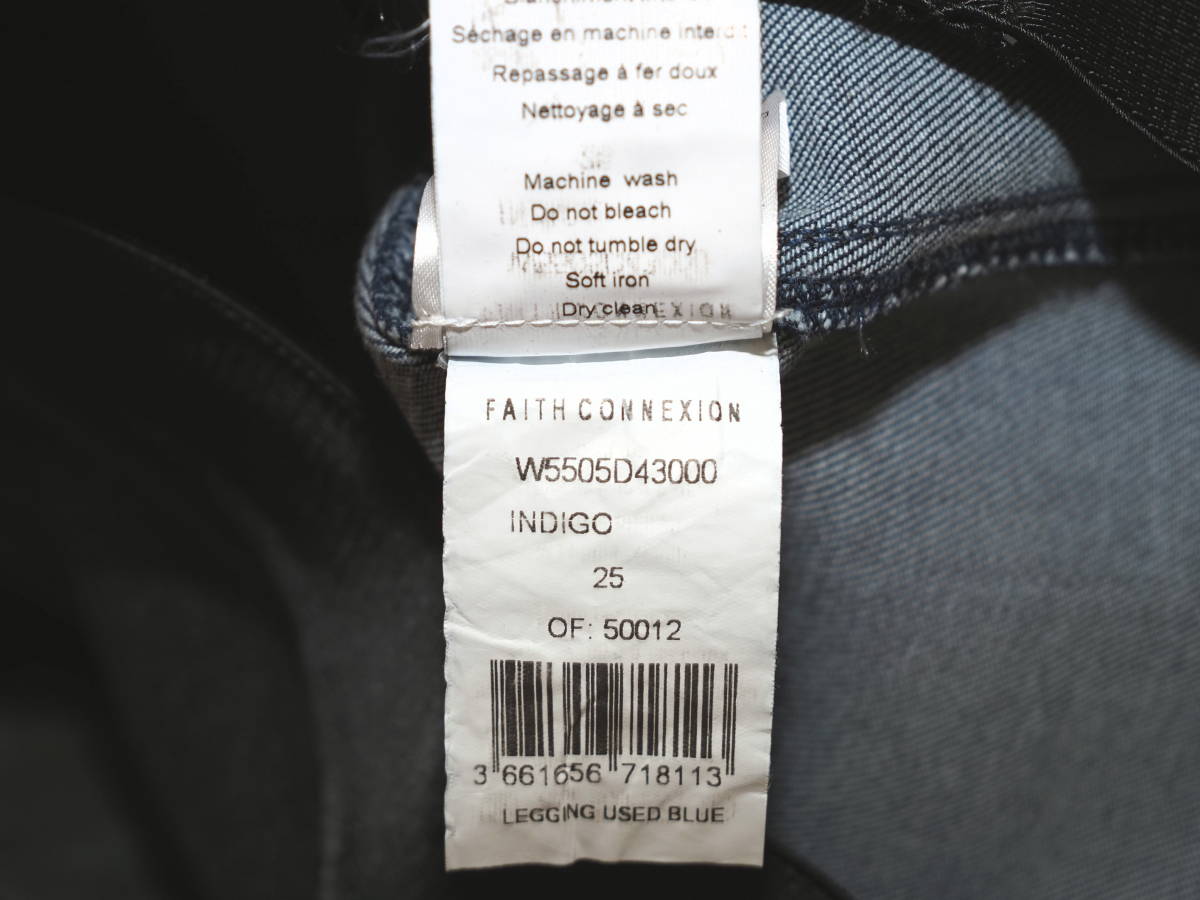 Séchage en machine interdit
Repassage à fer doux
Nettoyage à sec
Machine wash
Do not bleach
Do not tumble dry
Soft iron
Dry clean
FAITH CONNEXION
W5505D43000
INDIGO
25
OF: 50012
3 661656 718113
LEGGING USED BLUE